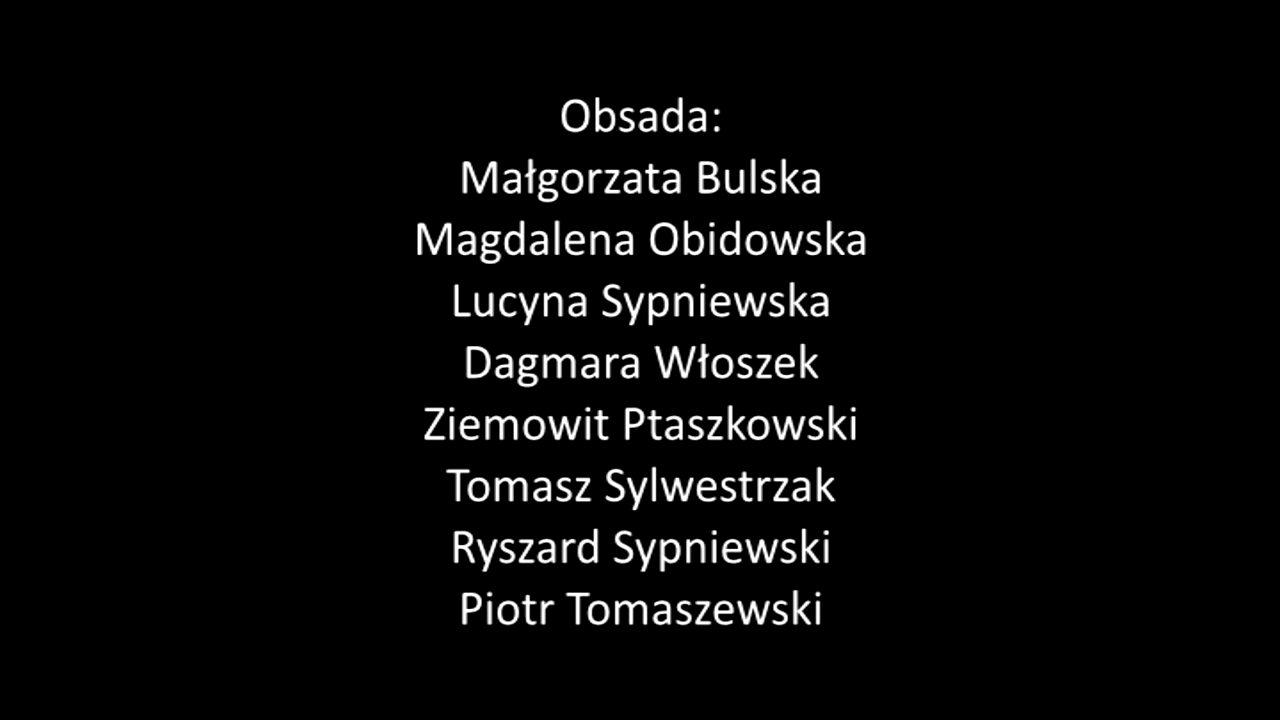 Obsada:
Małgorzata Bulska
Magdalena Obidowska
Lucyna Sypniewska
Dagmara Włoszek
Ziemowit Ptaszkowski
Tomasz Sylwestrzak
Ryszard Sypniewski
Piotr Tomaszewski